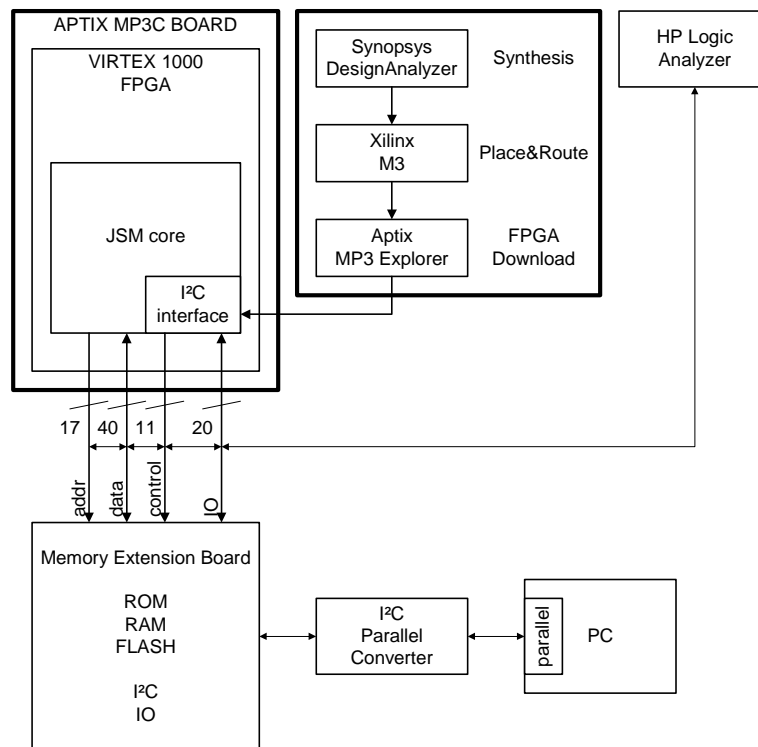 APTIX MP3C BOARD
VIRTEX 1000
FPGA
JSM core
I²C
interface
Synopsys
DesignAnalyzer
Synthesis
Xilinx
M3
Place&Route
Aptix
MP3 Explorer
FPGA
Download
HP Logic
Analyzer
17
40
11
20
addr
data
control
IO
Memory Extension Board
ROM
RAM
FLASH
I²C
IO
I²C
Parallel
Converter
parallel
PC